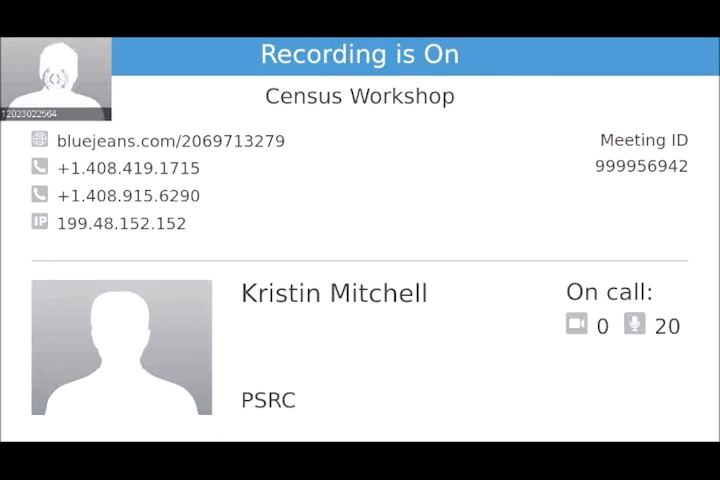 Recording is On
12023022564
Census Workshop
bluejeans.com/2069713279
+1.408.419.1715
+1.408.915.6290
IP 199.48.152.152
Meeting ID
999956942
Kristin Mitchell
PSRC
On call:
0 20